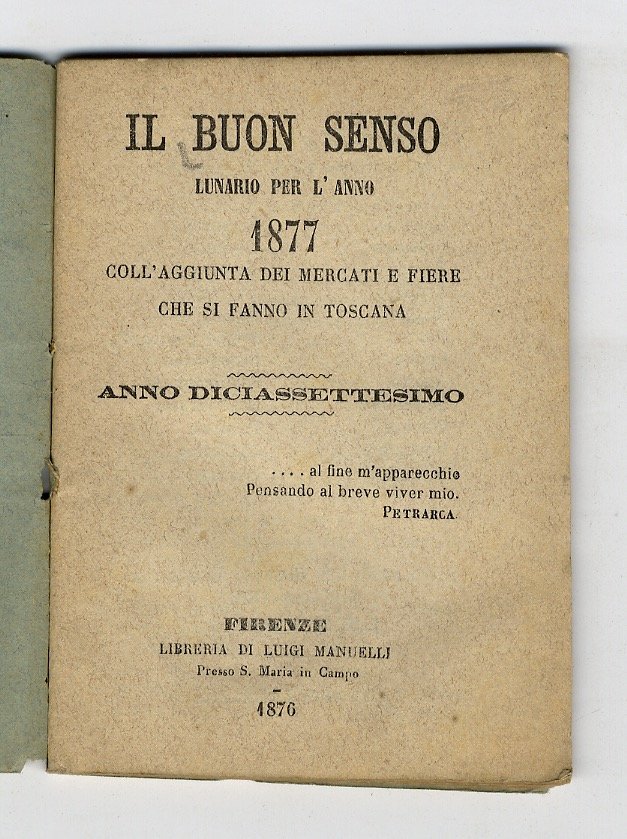 IL BUON SENSO
LUNARIO PER L' ANNO
1877
COLL'AGGIUNTA DEI MERCATI E FIERE
CHE SI FANNO IN TOSCANA
ANNO DICIASSETTESIMO
.... al fine m'apparecchio
Pensando al breve viver mio.
PETRARCA.
FIRENZE
LIBRERIA DI LUIGI MANUELLI
Presso S. Maria in Campo
1876